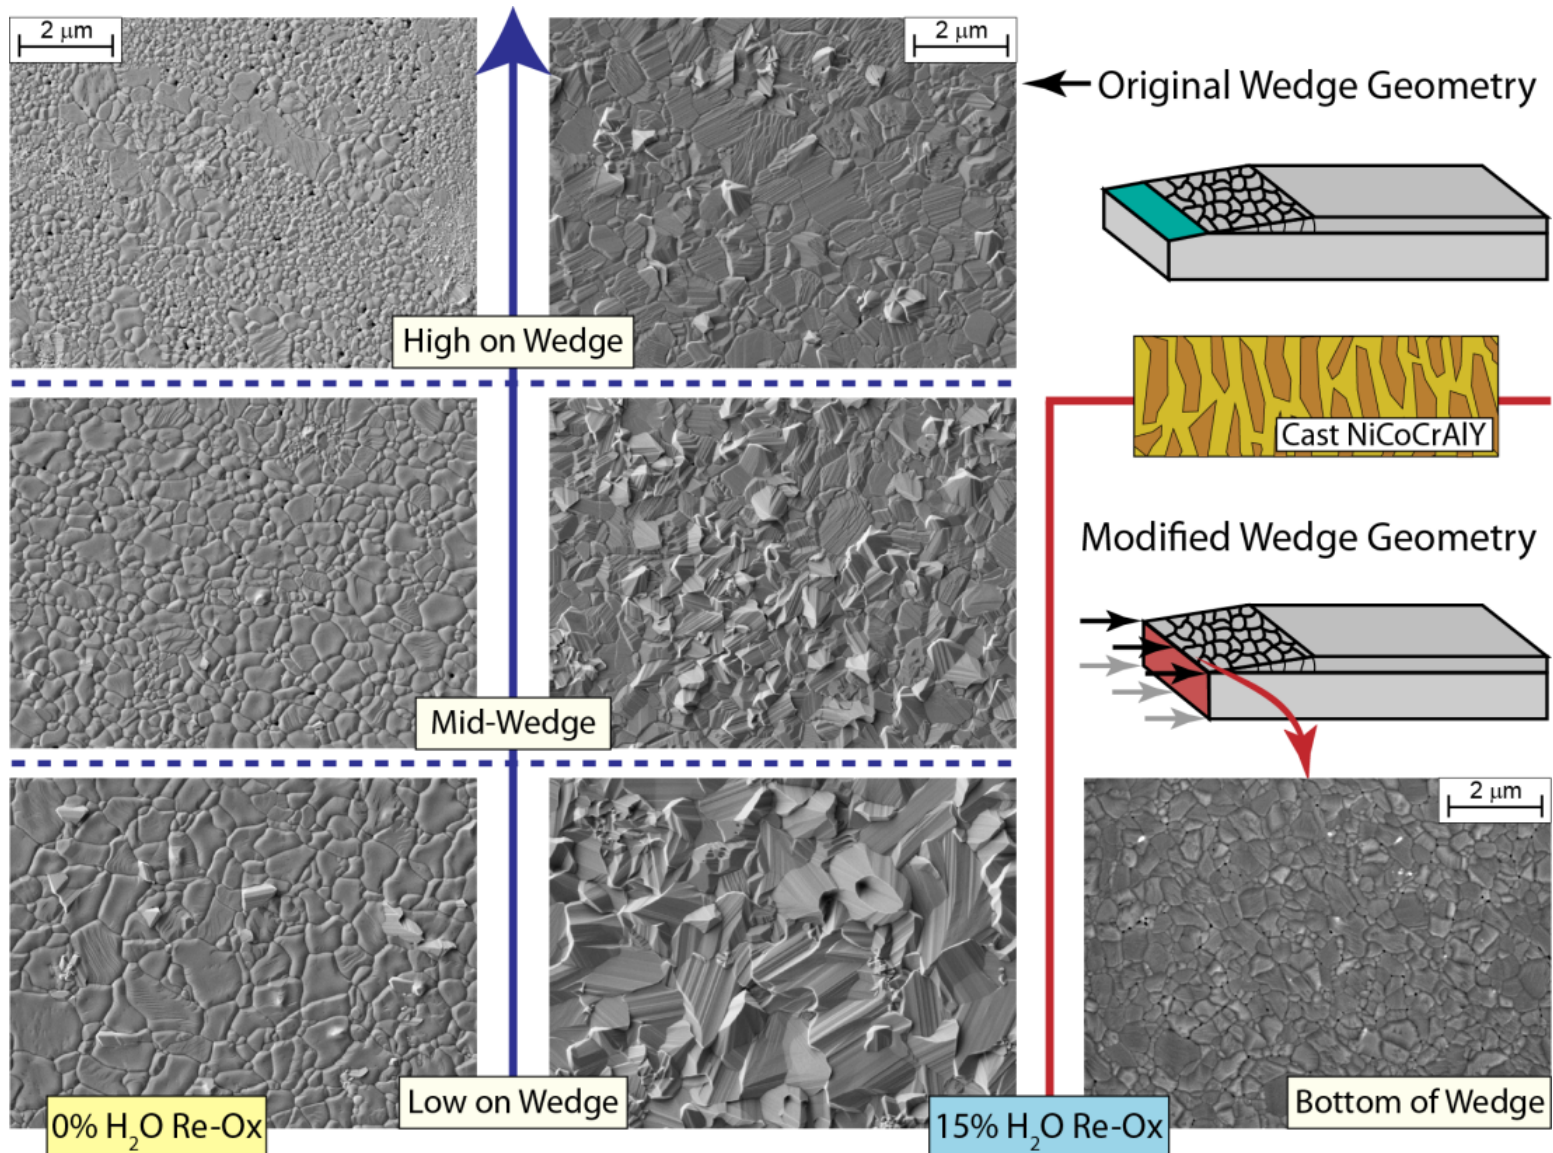 2 μm
2 μm
Original Wedge Geometry
High on Wedge
Cast NiCoCrAlY
Modified Wedge Geometry
Mid-Wedge
2 μm
Low on Wedge
Bottom of Wedge
0% H₂O Re-Ox
15% H₂O Re-Ox